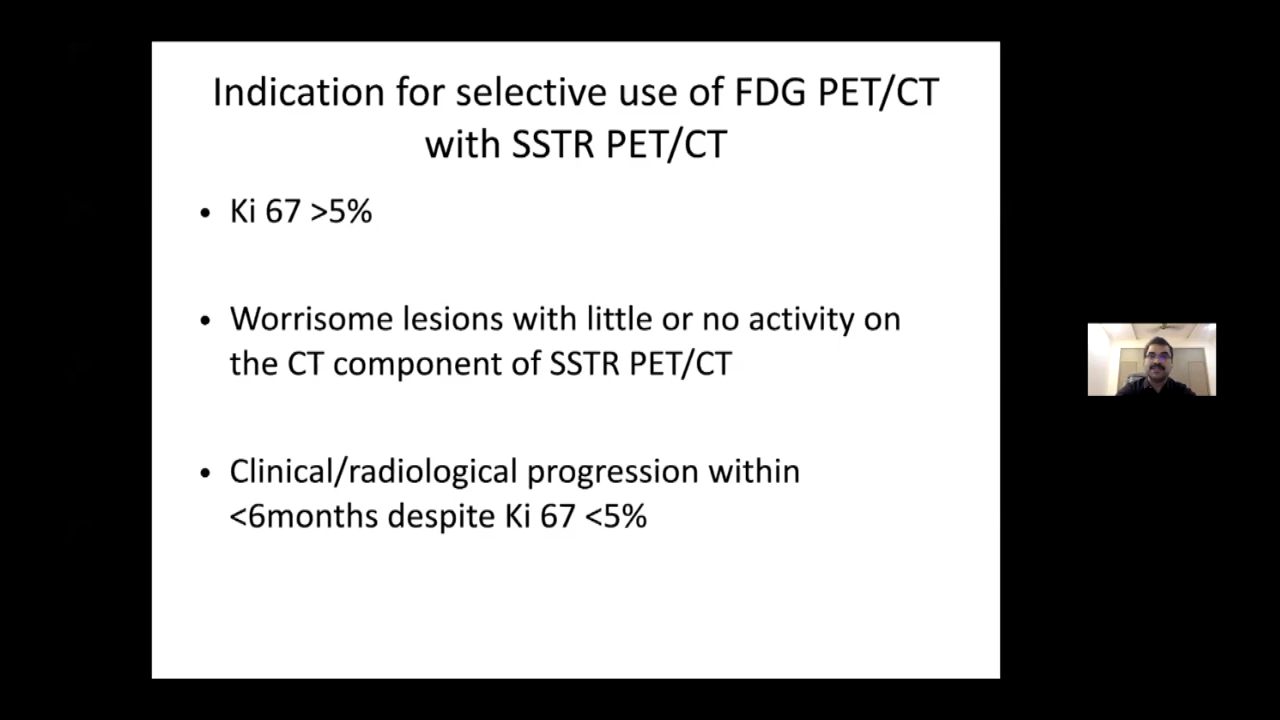 Indication for selective use of FDG PET/CT
with SSTR PET/CT
• Ki 67 >5%
• Worrisome lesions with little or no activity on
the CT component of SSTR PET/CT
• Clinical/radiological progression within
<6months despite Ki 67 <5%